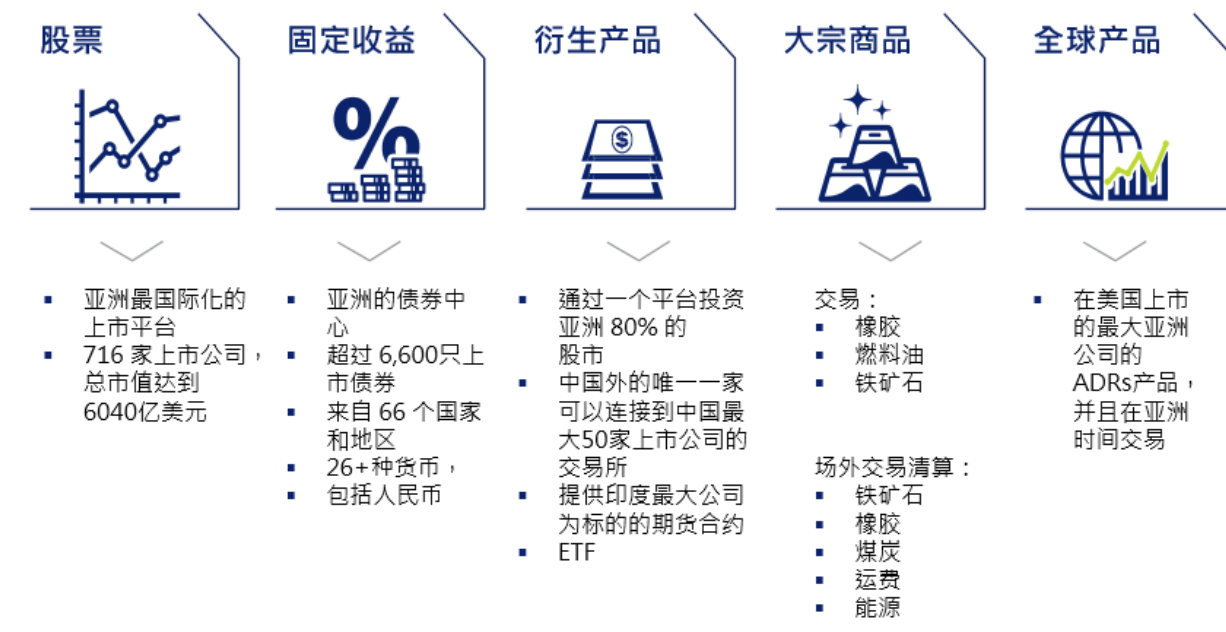 股票
亚洲最国际化的
上市平台
716 家上市公司，
总市值达到
6040亿美元
固定收益
%
亚洲的债券中
心
超过 6,600只上
市债券
来自 66 个国家
和地区
26+种货币，
包括人民币
衍生产品
$
通过一个平台投资
亚洲 80% 的
股市
中国外的唯一一家
可以连接到中国最
大50家上市公司的
交易所
提供印度最大公司
为标的的期货合约
ETF
大宗商品
交易：
橡胶
燃料油
铁矿石
场外交易清算：
铁矿石
橡胶
煤炭
运费
能源
全球产品
在美国上市
的最大亚洲
公司的
ADRs产品，
并且在亚洲
时间交易